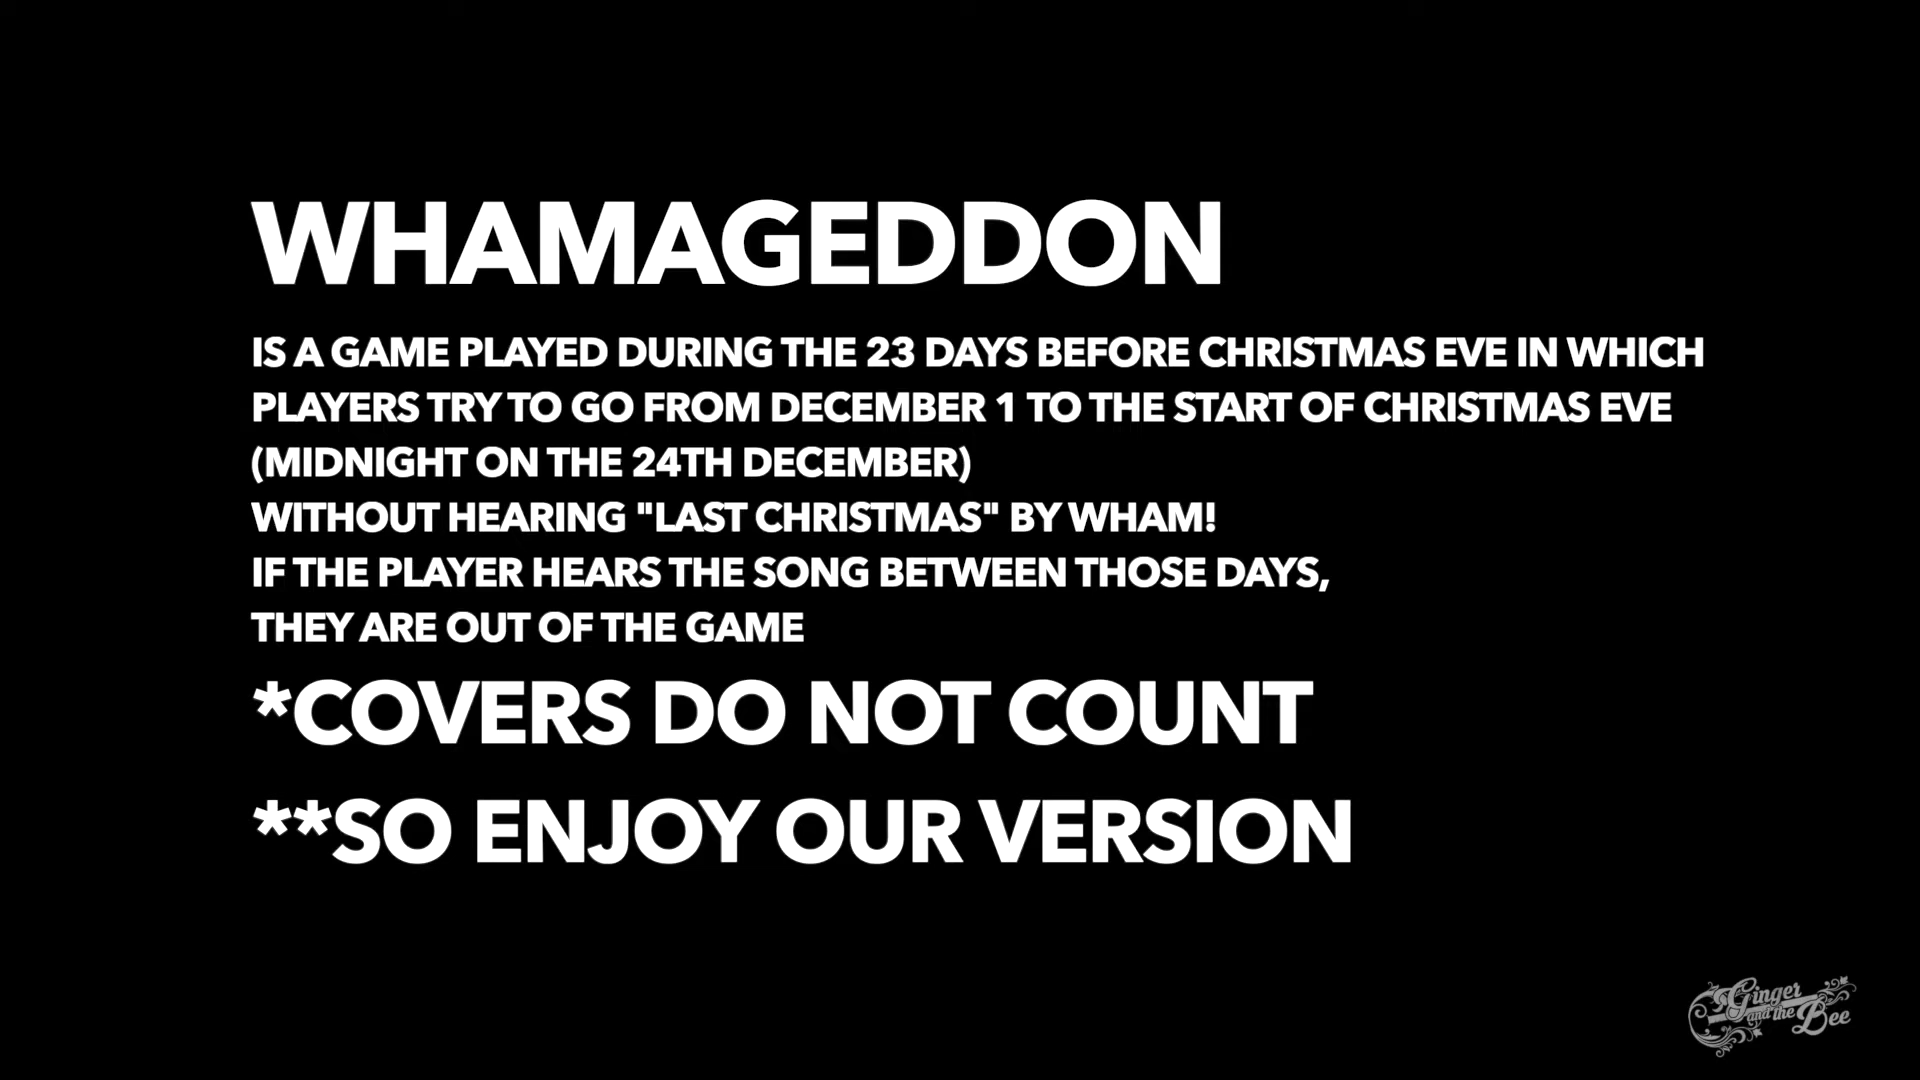 WHAMAGEDDON
IS A GAME PLAYED DURING THE 23 DAYS BEFORE CHRISTMAS EVE IN WHICH
PLAYERS TRY TO GO FROM DECEMBER 1 TO THE START OF CHRISTMAS EVE
(MIDNIGHT ON THE 24TH DECEMBER)
WITHOUT HEARING "LAST CHRISTMAS" BY WHAM!
IF THE PLAYER HEARS THE SONG BETWEEN THOSE DAYS,
THEY ARE OUT OF THE GAME
*COVERS DO NOT COUNT
**SO ENJOY OUR VERSION
Ginger
and the
Bee